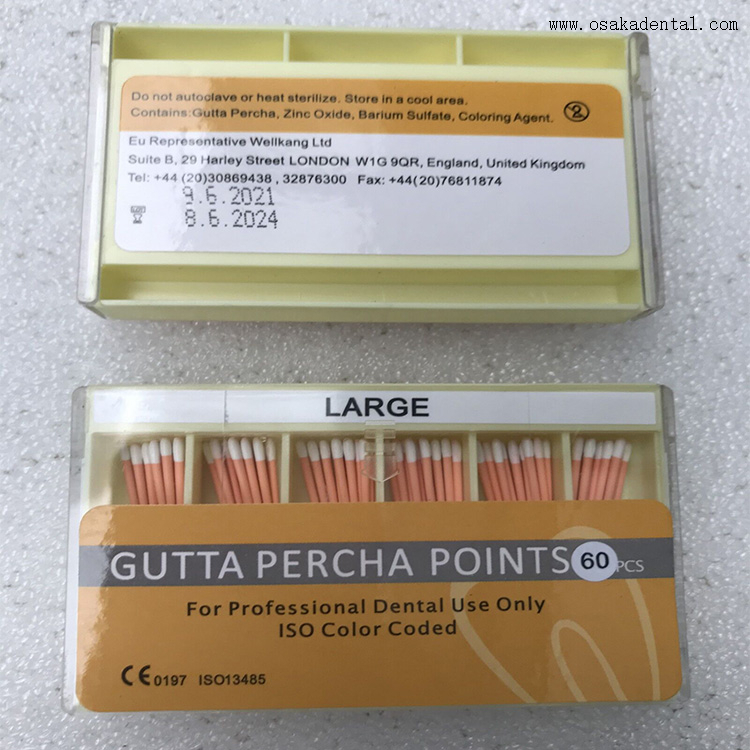 www.osakadental.com
Do not autoclave or heat sterilize. Store in a cool area.
Contains:Gutta Percha, Zinc Oxide, Barium Sulfate, Coloring Agent.
2
Eu Representative Wellkang Ltd
Suite B, 29 Harley Street LONDON W1G 9QR, England, United Kingdom
Tel: +44 (20)30869438 , 32876300 Fax: +44(20)76811874
9.6.2021
8.6.2024
LARGE
GUTTA PERCHA POINTS 60 PCS
For Professional Dental Use Only
ISO Color Coded
CE 0197 ISO13485